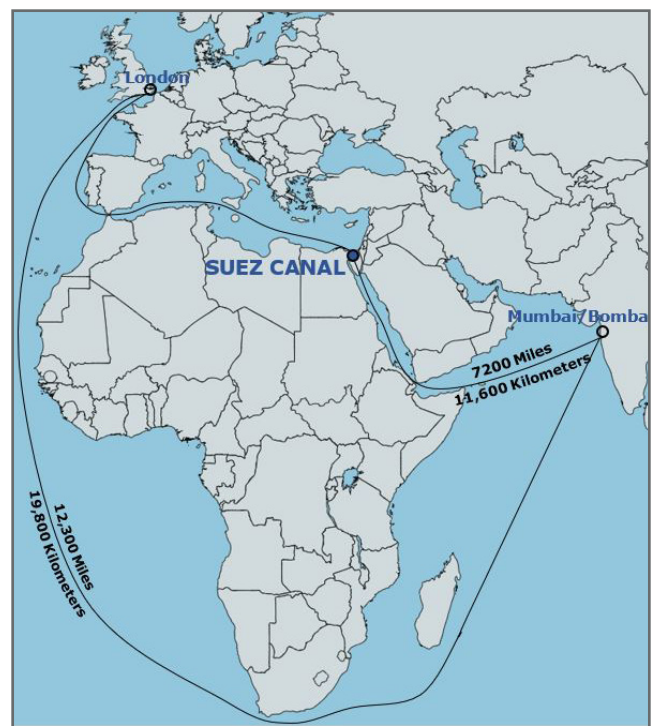 London
SUEZ CANAL
Mumbai/Bomba
7200 Miles
11,600 Kilometers
12,300 Miles
19,800 Kilometers